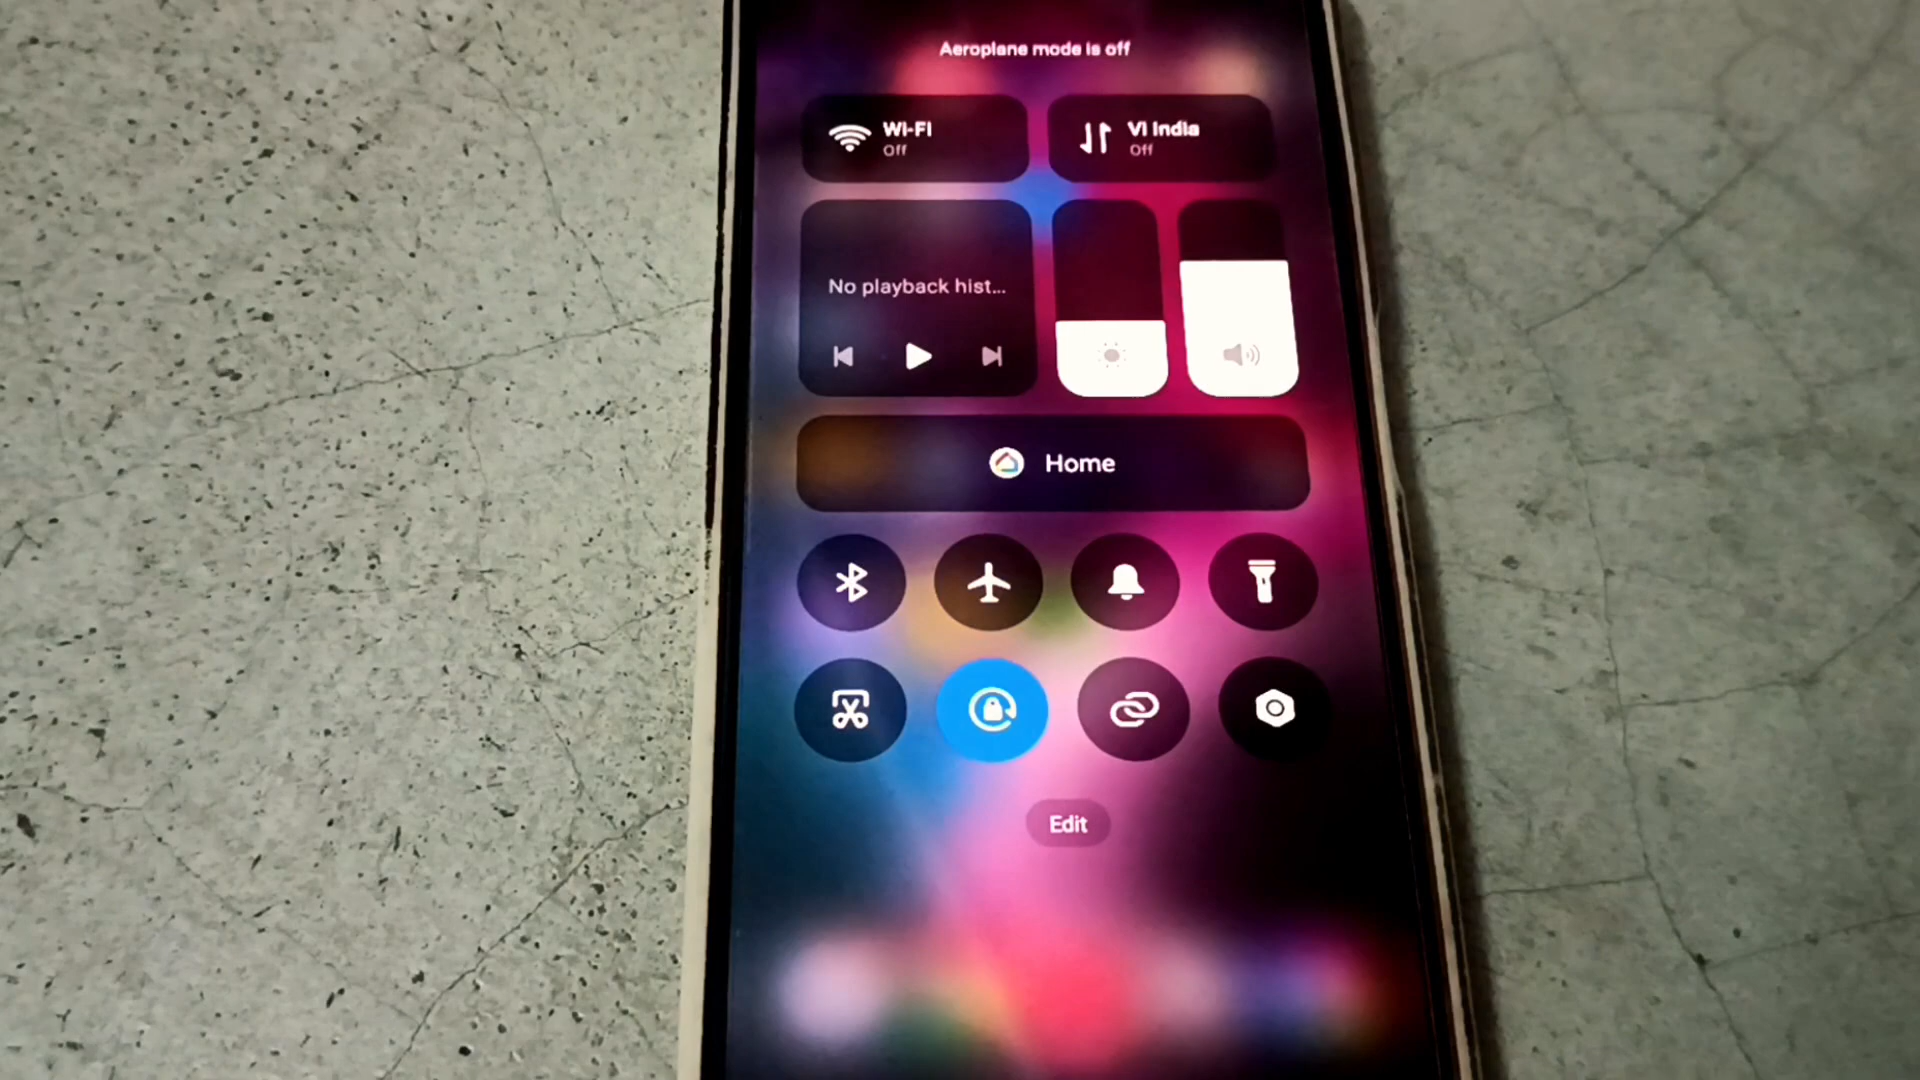 Aeroplane mode is off
Wi-Fi
Off
Vi India
Off
No playback hist...
Home
Edit